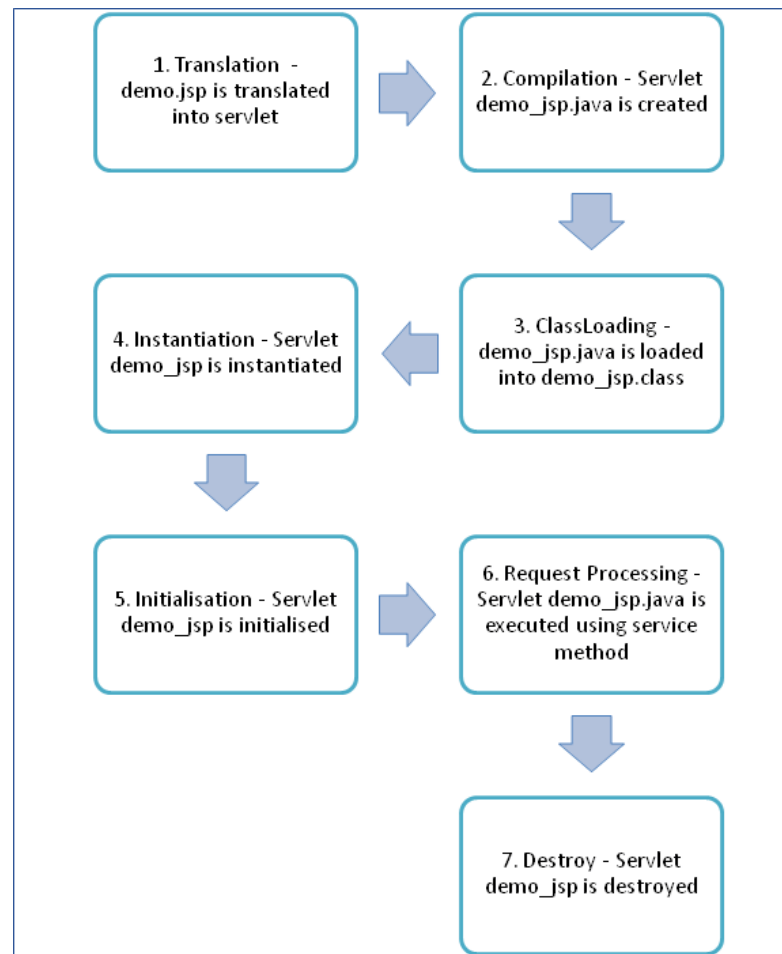 1. Translation -
demo.jsp is translated
into servlet
2. Compilation - Servlet
demo_jsp.java is created
3. ClassLoading -
demo_jsp.java is loaded
into demo_jsp.class
4. Instantiation - Servlet
demo_jsp is instantiated
5. Initialisation - Servlet
demo_jsp is initialised
6. Request Processing -
Servlet demo_jsp.java is
executed using service
method
7. Destroy - Servlet
demo_jsp is destroyed